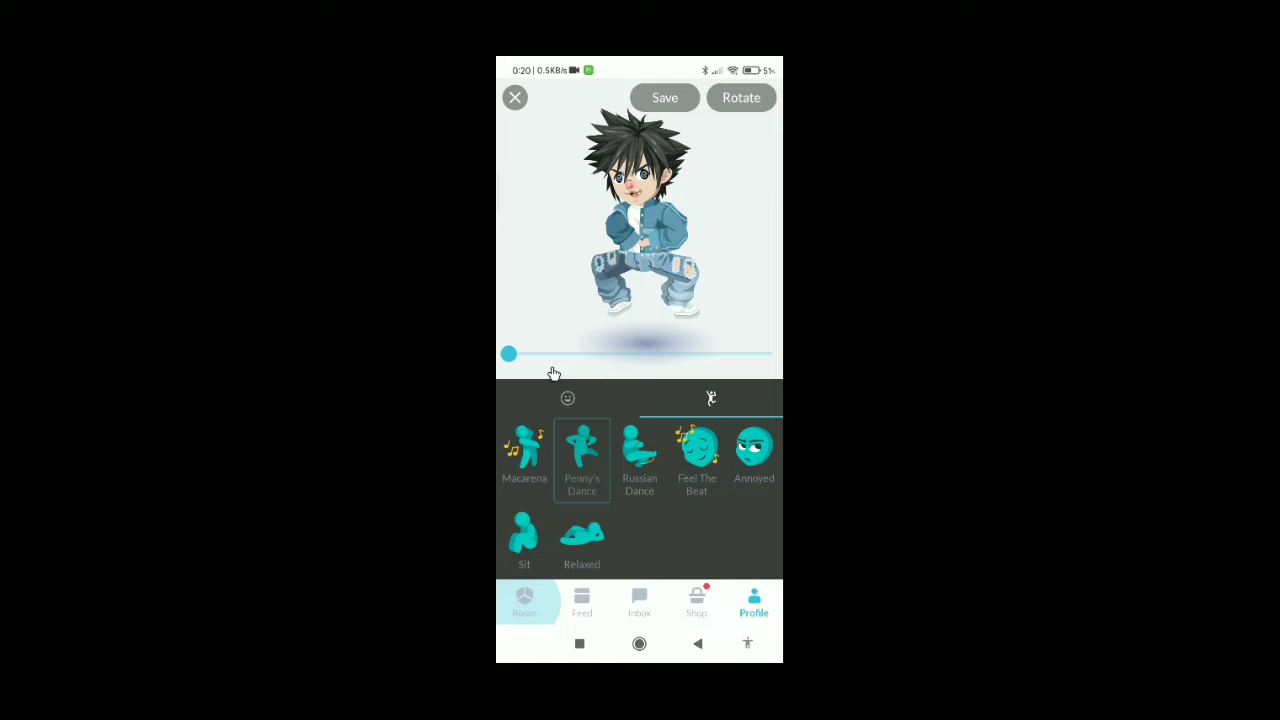 0:20 | 0.5KB/s
51%
Save
Rotate
Macarena
Penny's
Dance
Russian
Dance
Feel The
Beat
Annoyed
Sit
Relaxed
Room
Feed
Inbox
Shop
Profile